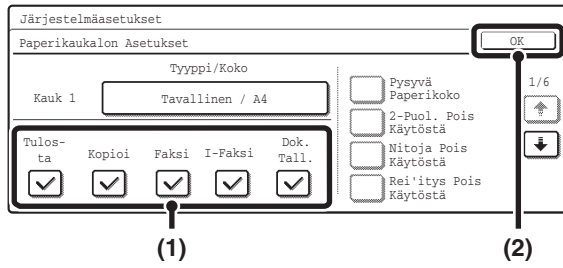 Järjestelmäasetukset
Paperikaukalon Asetukset
OK
Tyyppi/Koko
Kauk 1
Tavallinen / A4
Pysyvä
Paperikoko
2-Puol. Pois
Käytöstä
Nitoja Pois
Käytöstä
Rei'itys Pois
Käytöstä
1/6
Tulos-
ta
Kopioi
Faksi
I-Faksi
Dok.
Tall.
(1)
(2)